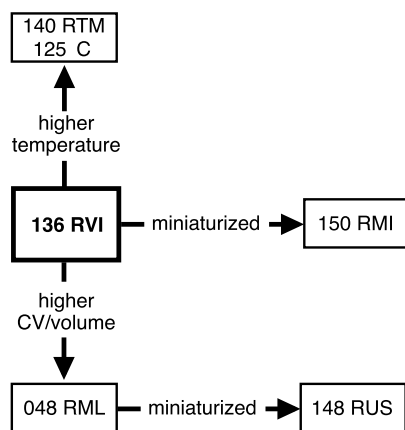 140 RTM
125 C
higher
temperature
136 RVI
miniaturized
150 RMI
higher
CV/volume
048 RML
miniaturized
148 RUS